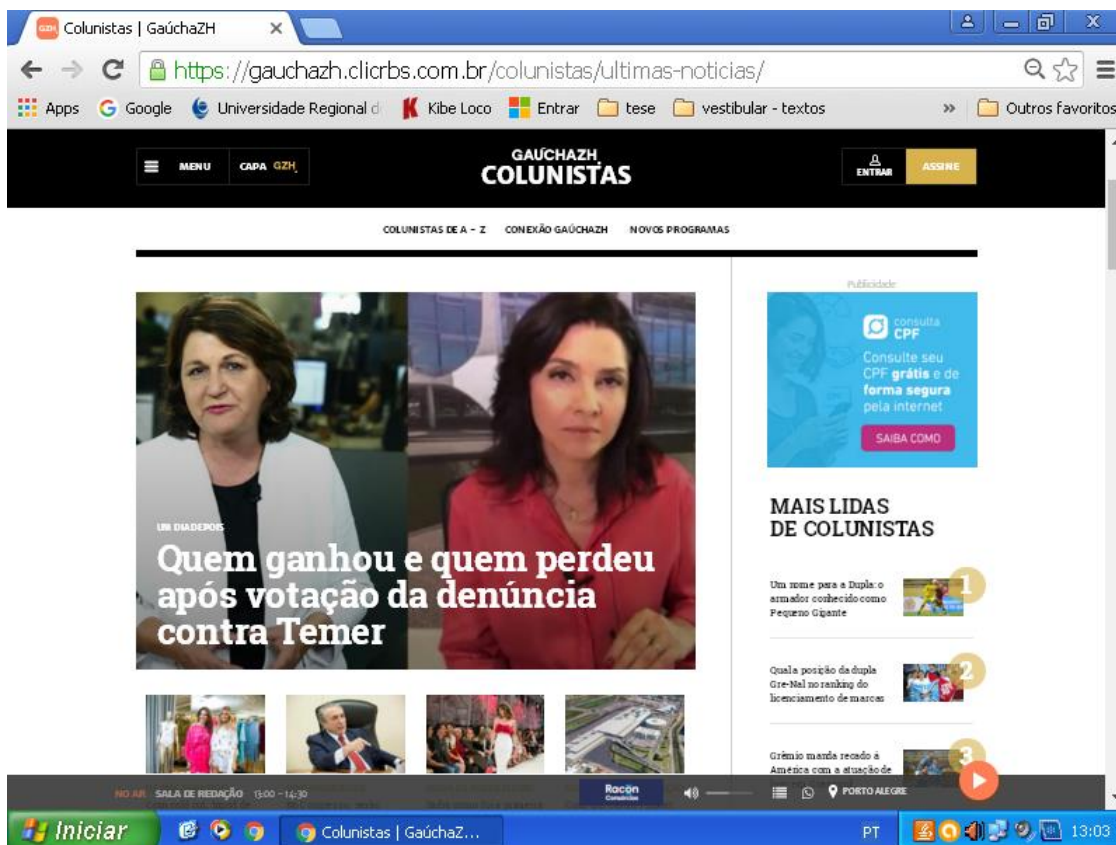 GZH Colunistas | GaúchaZH
https://gauchazh.clicrbs.com.br/colunistas/ultimas-noticias/
Apps Google Universidade Regional d Kibe Loco Entrar tese vestibular - textos » Outros favoritos
MENU CAPA GZH
GAÚCHAZH
COLUNISTAS
ENTRAR
ASSINE
COLUNISTAS DE A - Z CONEXÃO GAÚCHAZH NOVOS PROGRAMAS
UM DIA DEPOIS
Quem ganhou e quem perdeu
após votação da denúncia
contra Temer
Publicidade
consulta
CPF
Consulte seu
CPF grátis e de
forma segura
pela internet
SAIBA COMO
MAIS LIDAS
DE COLUNISTAS
Um nome para a Dupla: o
armador conhecido como
Pequeno Gigante
1
Qual a posição da dupla
Gre-Nal no ranking do
licenciamento de marcas
2
Grêmio manda recado à
América com a atuação de
3
NO AR SALA DE REDAÇÃO 13:00 - 14:30
Racon
Consórcios
PORTO ALEGRE
Iniciar
Colunistas | GaúchaZ...
PT
13:03